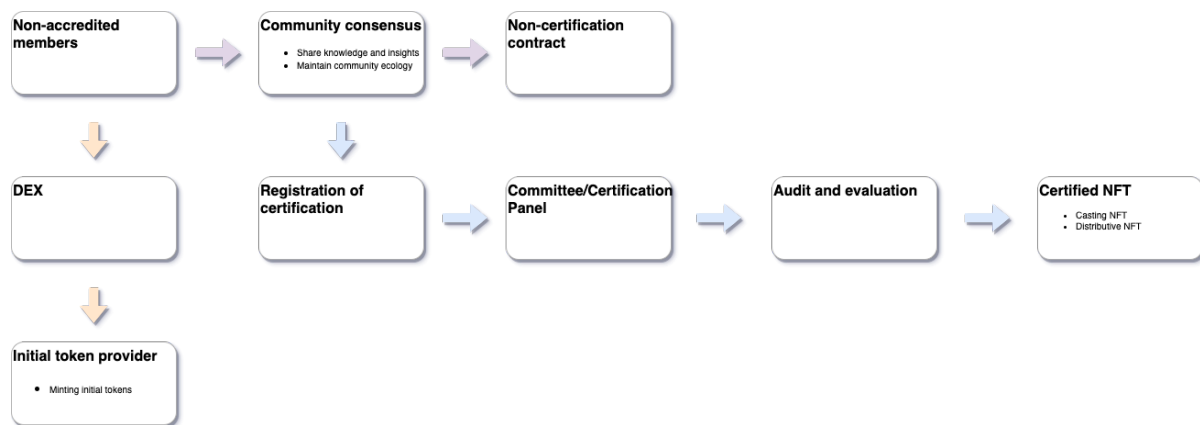 Non-accredited
members
Community consensus
Share knowledge and insights
Maintain community ecology
Non-certification
contract
DEX
Registration of
certification
Committee/Certification
Panel
Audit and evaluation
Certified NFT
Casting NFT
Distributive NFT
Initial token provider
Minting initial tokens